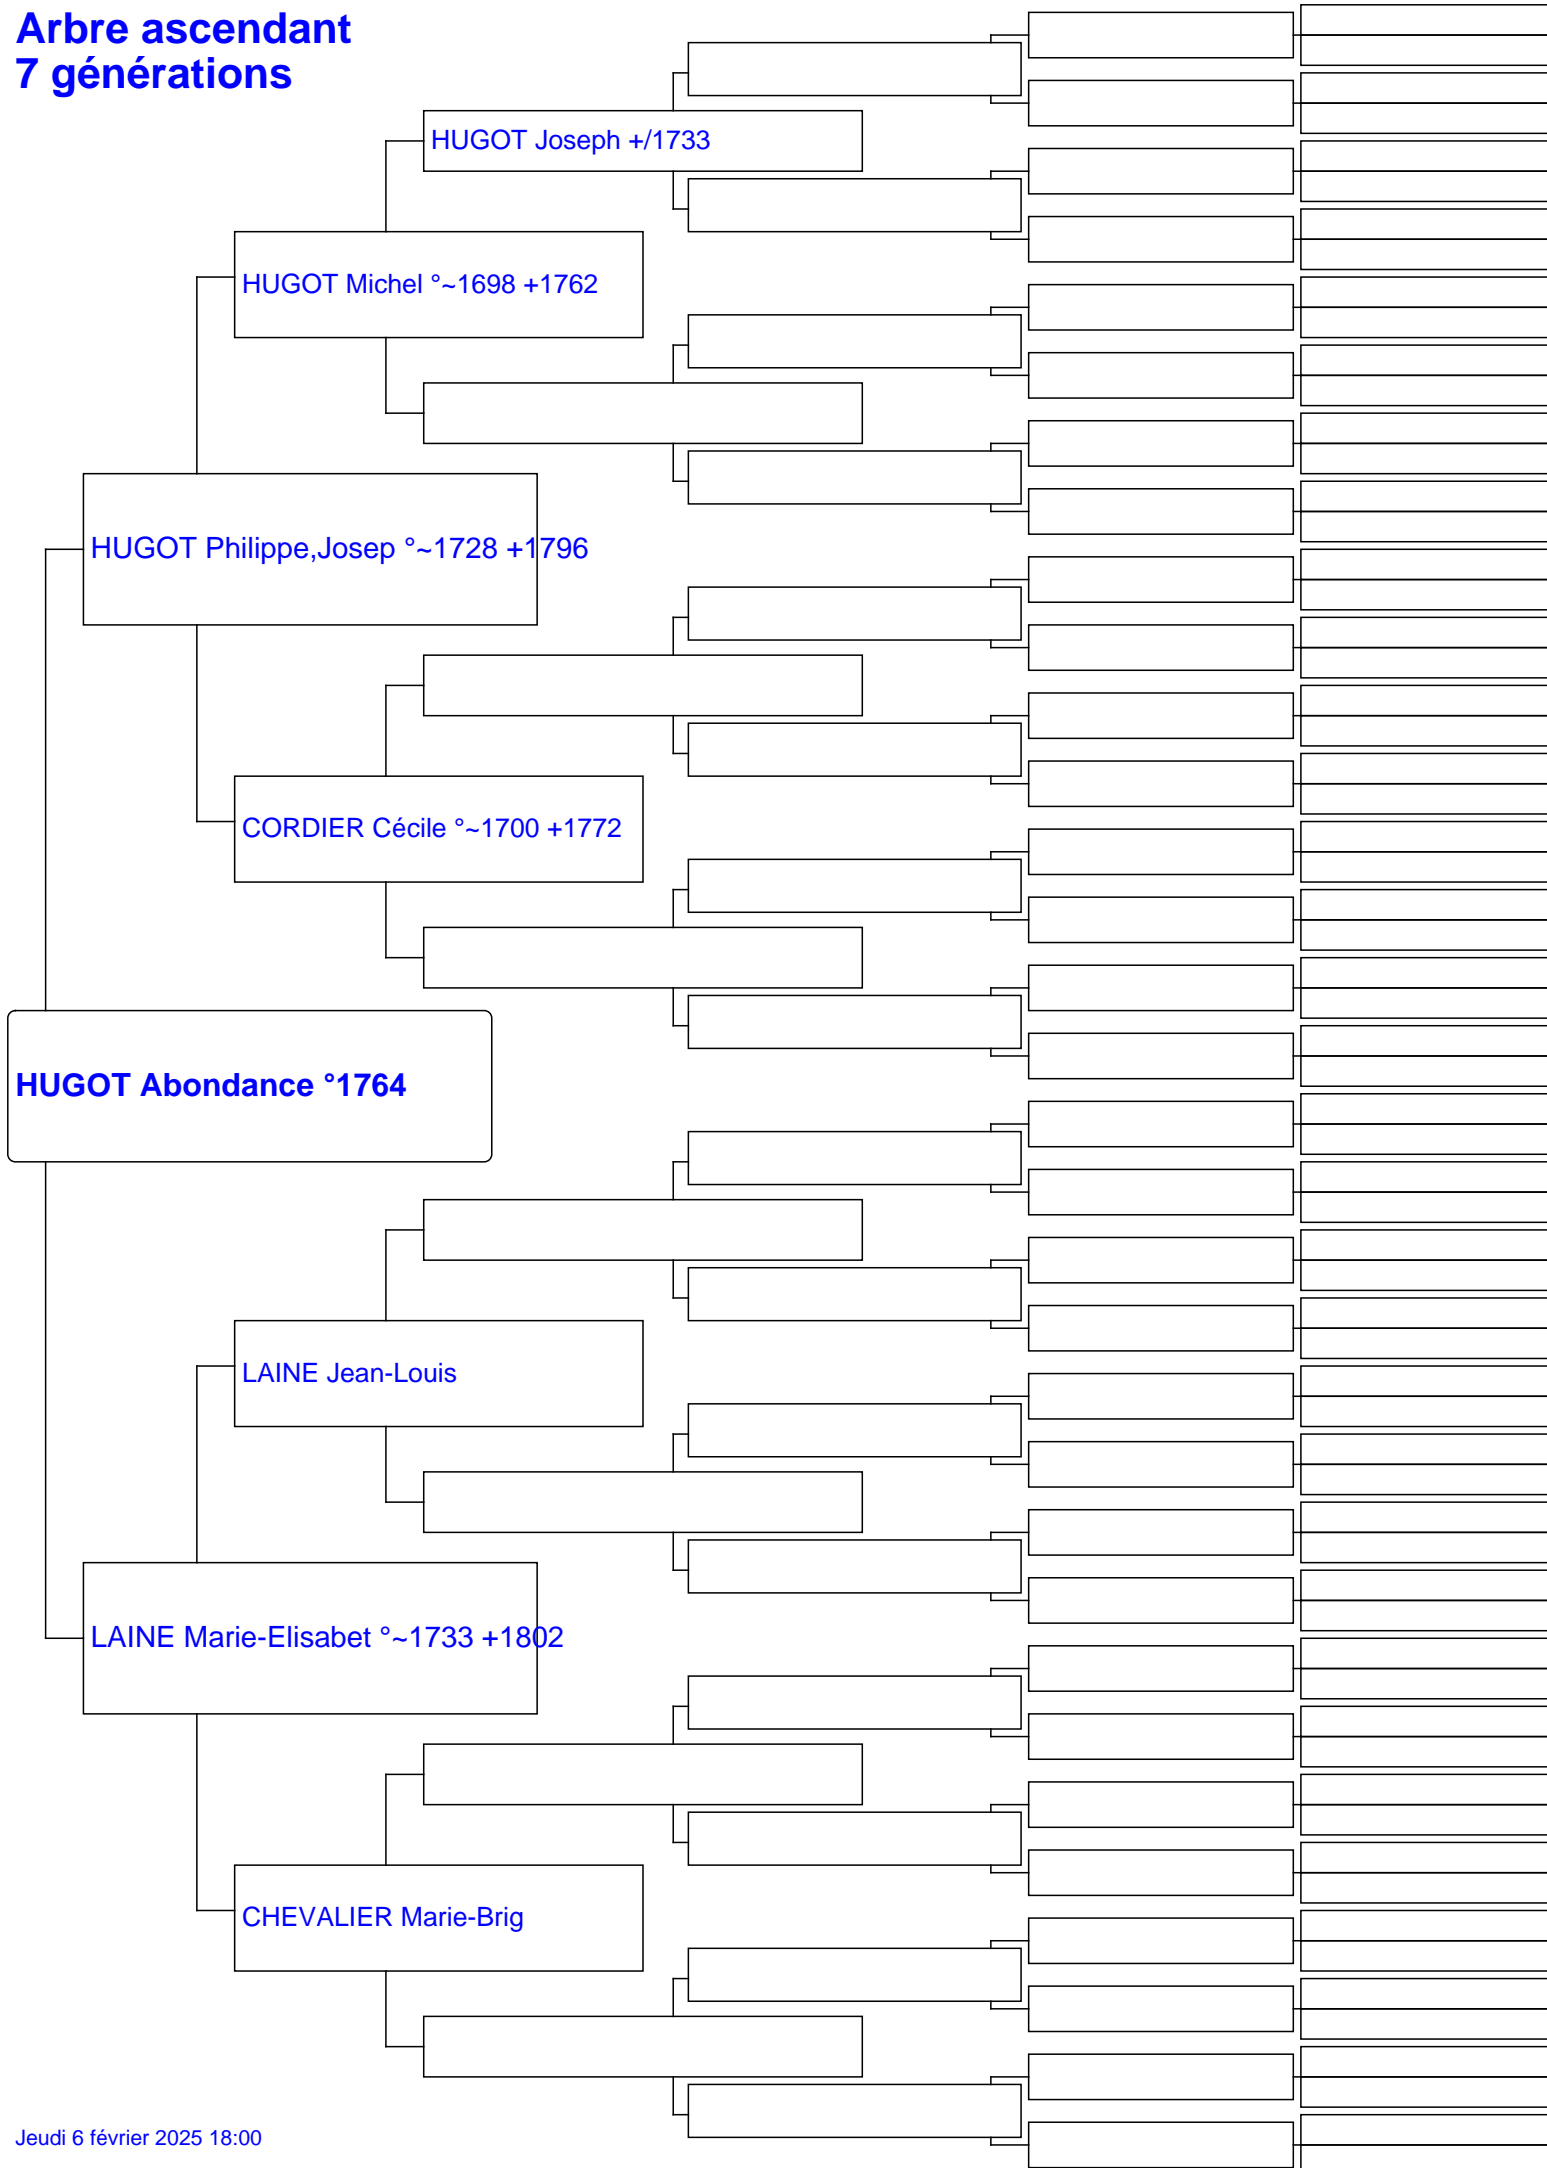 Arbre ascendant
7 générations
HUGOT Joseph +/1733
HUGOT Michel °~1698 +1762
HUGOT Philippe,Josep °~1728 +1796
CORDIER Cécile °~1700 +1772
HUGOT Abondance °1764
LAINE Jean-Louis
LAINE Marie-Elisabet °~1733 +1802
CHEVALIER Marie-Brig
Jeudi 6 février 2025 18:00